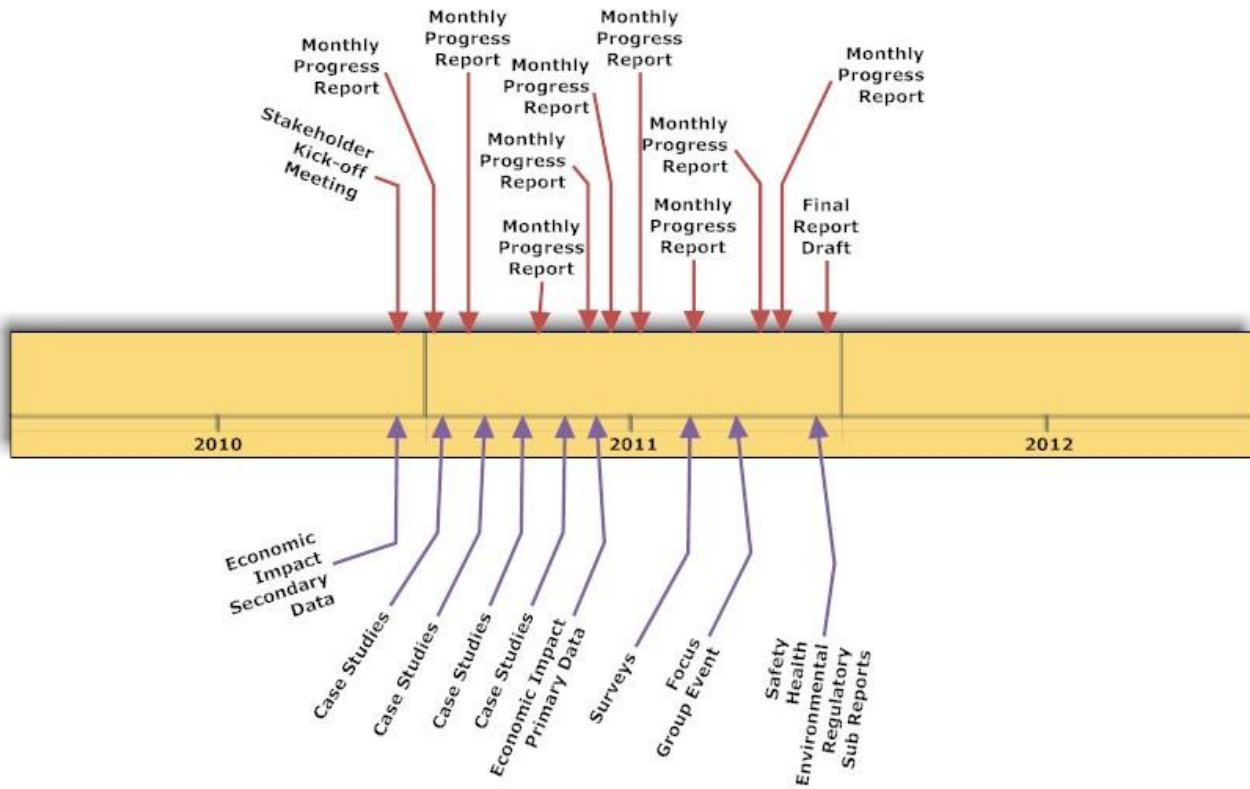 Monthly
Progress
Report
Monthly
Progress
Report
Monthly
Progress
Report
Monthly
Progress
Report
Monthly
Progress
Report
Stakeholder
Kick-off
Meeting
Monthly
Progress
Report
Monthly
Progress
Report
Monthly
Progress
Report
Monthly
Progress
Report
Final
Report
Draft
2010
2011
2012
Economic
Impact
Secondary
Data
Case Studies
Case Studies
Case Studies
Case Studies
Economic Impact
Primary Data
Surveys
Focus
Group Event
Safety
Health
Environmental
Regulatory
Sub Reports